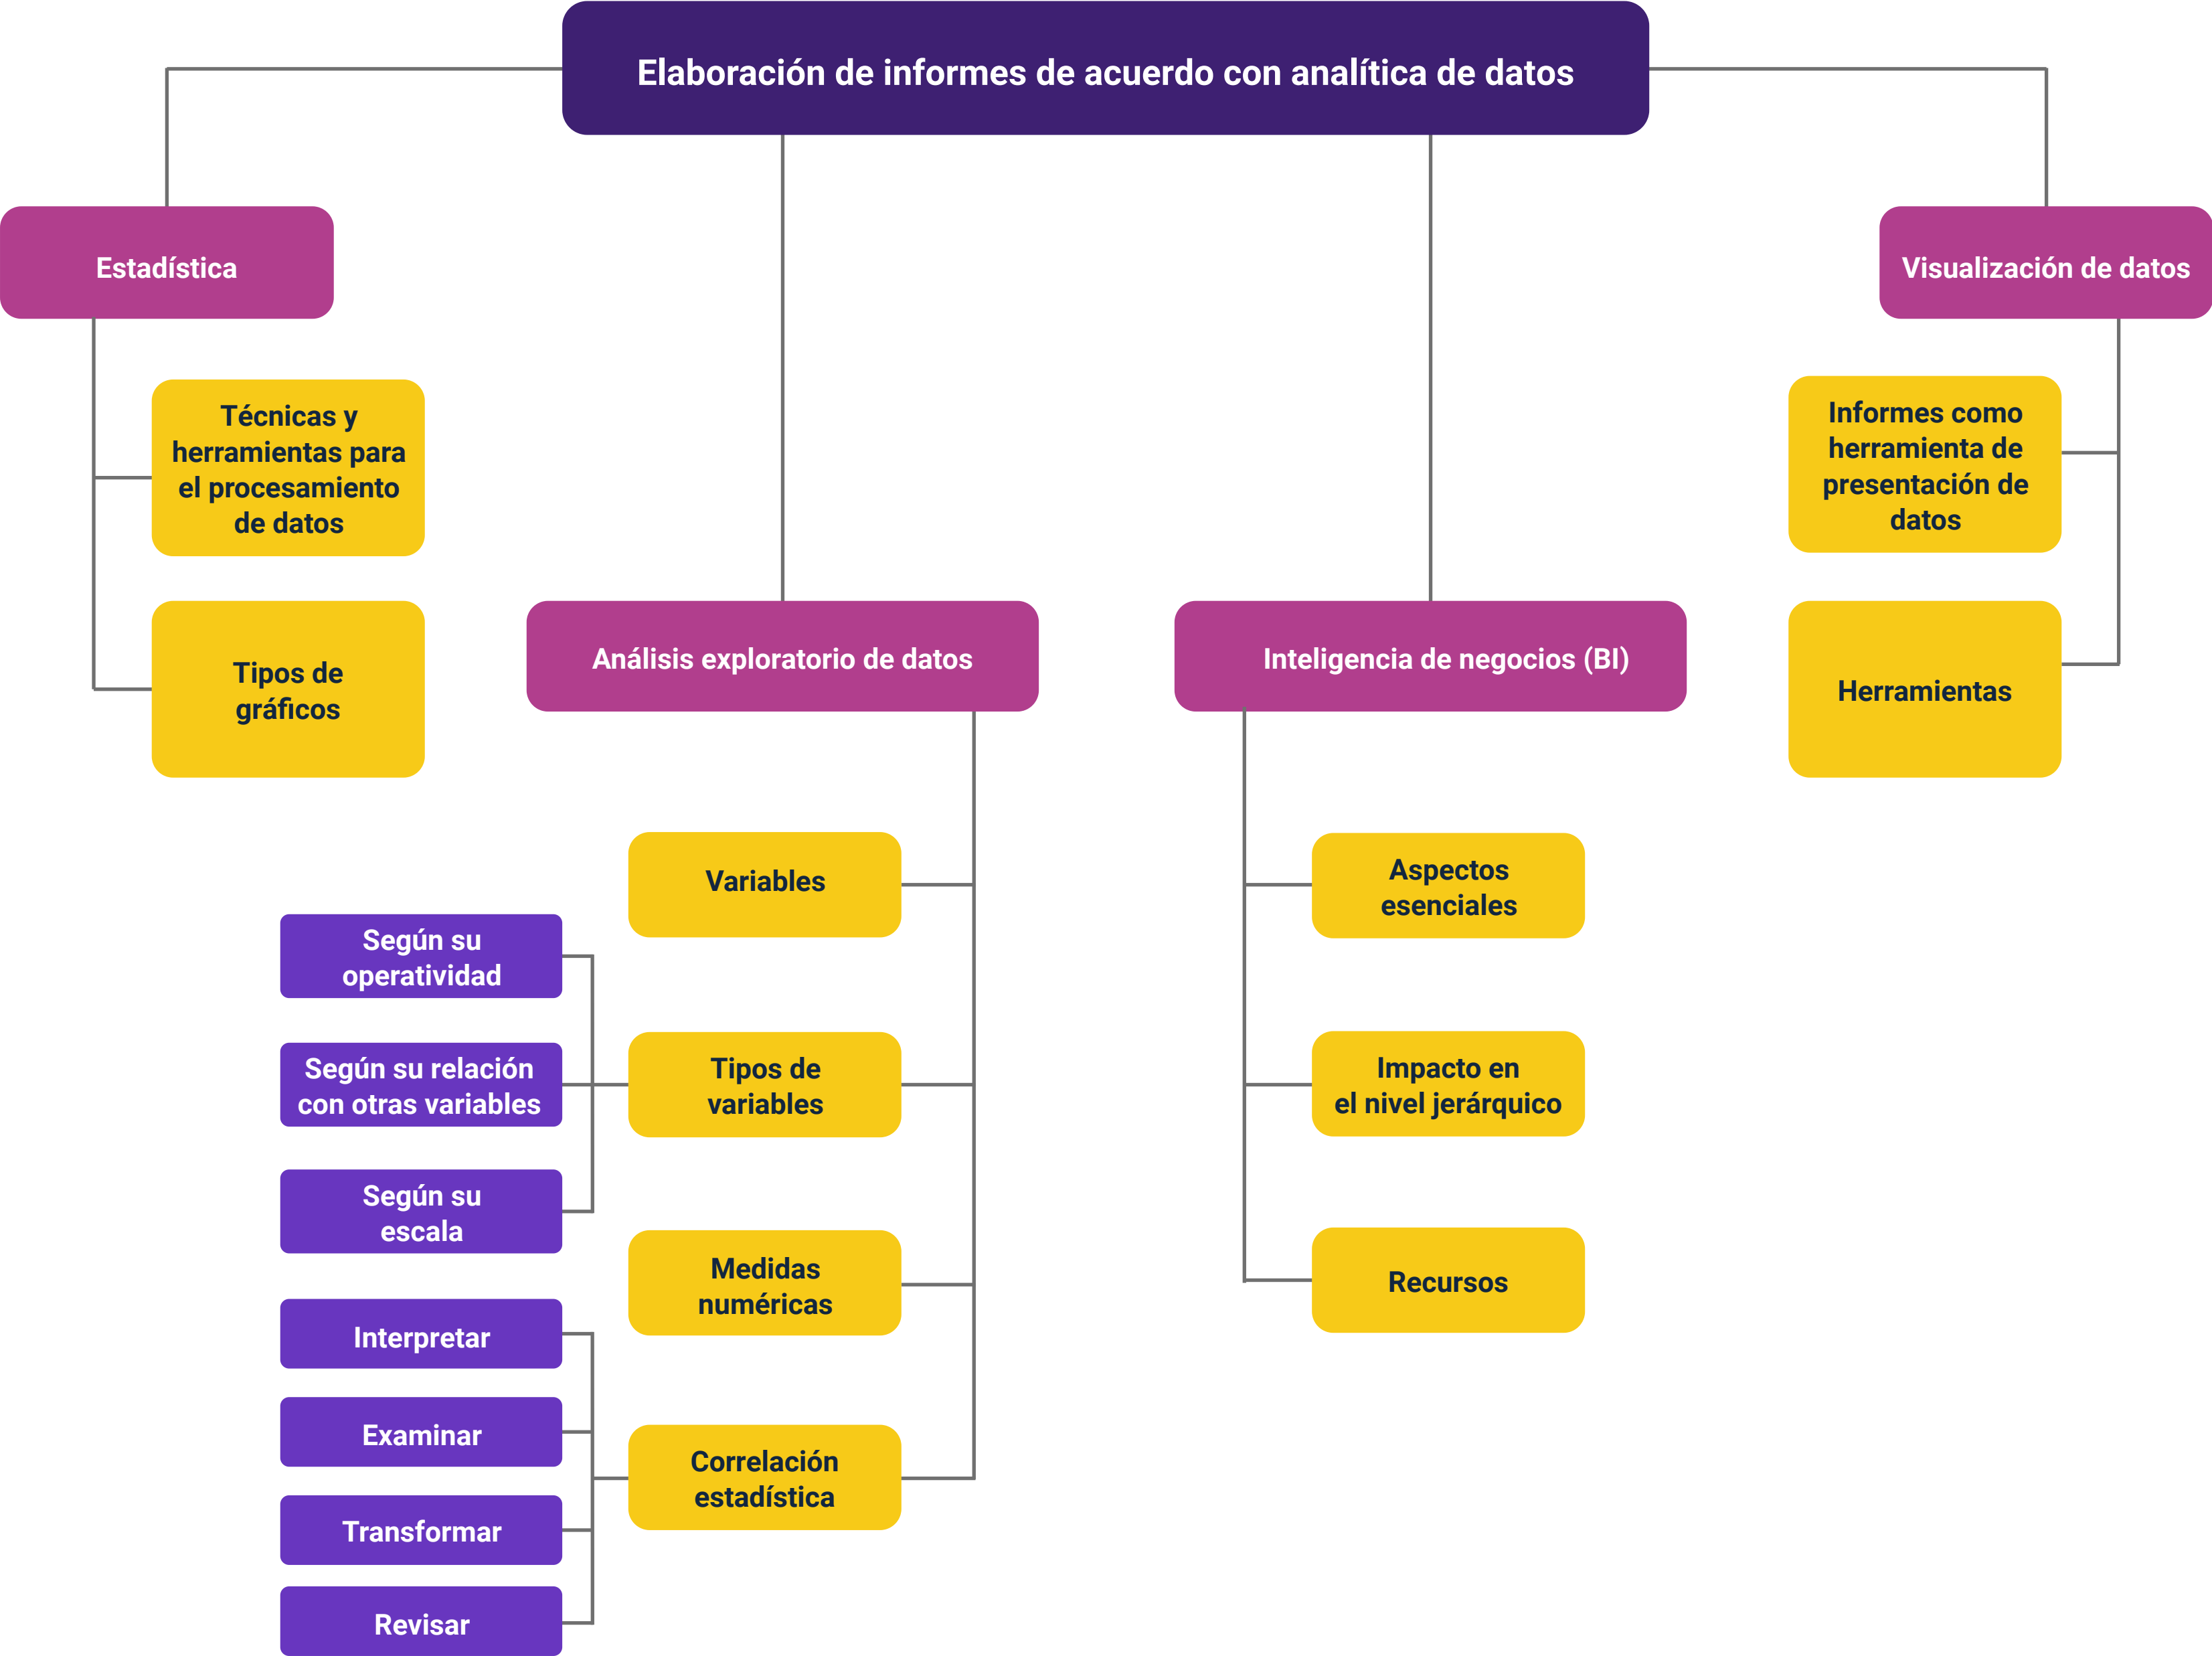 Elaboración de informes de acuerdo con analítica de datos
Estadística
Visualización de datos
Técnicas y
herramientas para
el procesamiento
de datos
Informes como
herramienta de
presentación de
datos
Tipos de
gráficos
Análisis exploratorio de datos
Inteligencia de negocios (BI)
Herramientas
Variables
Aspectos
esenciales
Según su
operatividad
Según su relación
con otras variables
Según su
escala
Tipos de
variables
Impacto en
el nivel jerárquico
Medidas
numéricas
Recursos
Interpretar
Examinar
Transformar
Revisar
Correlación
estadística